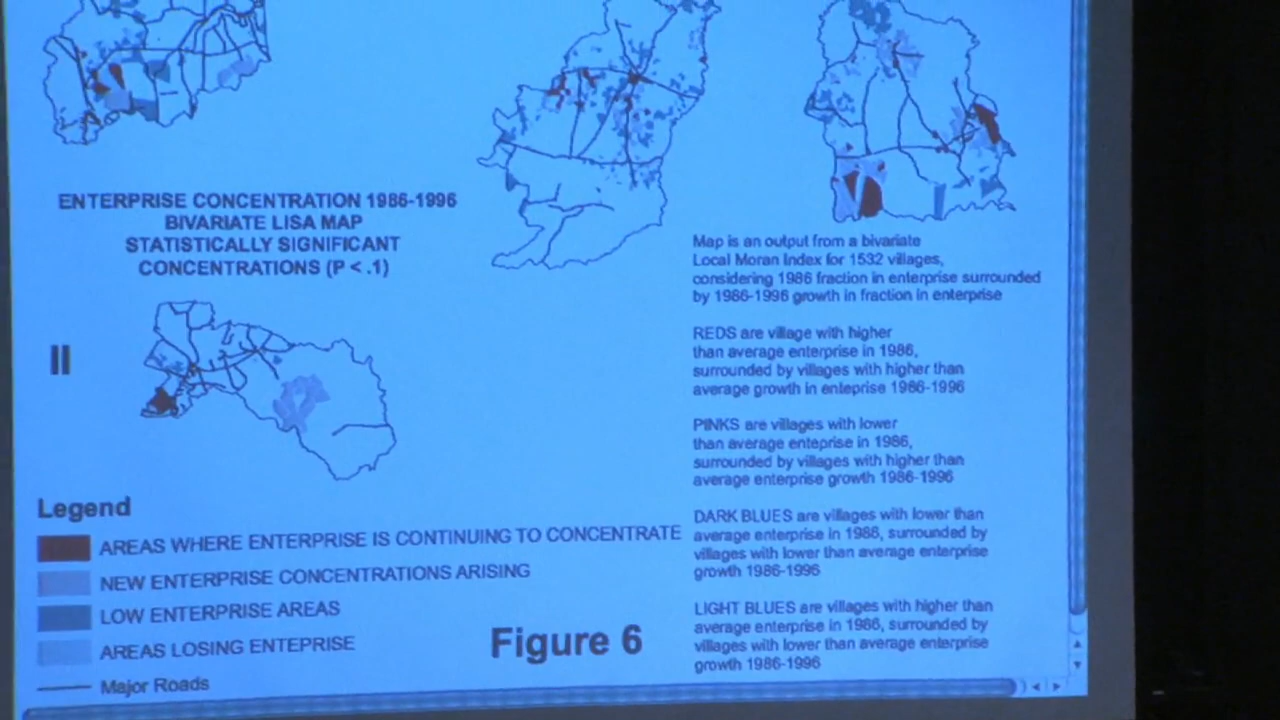 ENTERPRISE CONCENTRATION 1986-1996
BIVARIATE LISA MAP
STATISTICALLY SIGNIFICANT
CONCENTRATIONS (P < .1)
Map is an output from a bivariate
Local Moran Index for 1532 villages,
considering 1986 fraction in enterprise surrounded
by 1986-1996 growth in fraction in enterprise
REDS are village with higher
than average enterprise in 1986,
surrounded by villages with higher than
average growth in enteprise 1986-1996
II
PINKS are villages with lower
than average enteprise in 1986,
surrounded by villages with higher than
average enterprise growth 1986-1996
DARK BLUES are villages with lower than
average enterprise in 1986, surrounded by
villages with lower than average enterprise
growth 1986-1996
LIGHT BLUES are villages with higher than
average enterprise in 1986, surrounded by
villages with lower than average enterprise
growth 1986-1996
Legend
AREAS WHERE ENTERPRISE IS CONTINUING TO CONCENTRATE
NEW ENTERPRISE CONCENTRATIONS ARISING
LOW ENTERPRISE AREAS
AREAS LOSING ENTEPRISE
Major Roads
Figure 6